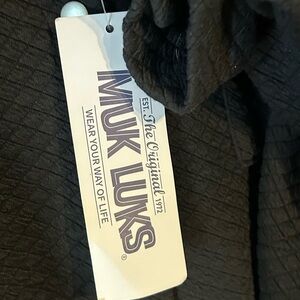 EST. The Original 1972
MUK LUKS®
WEAR YOUR WAY OF LIFE